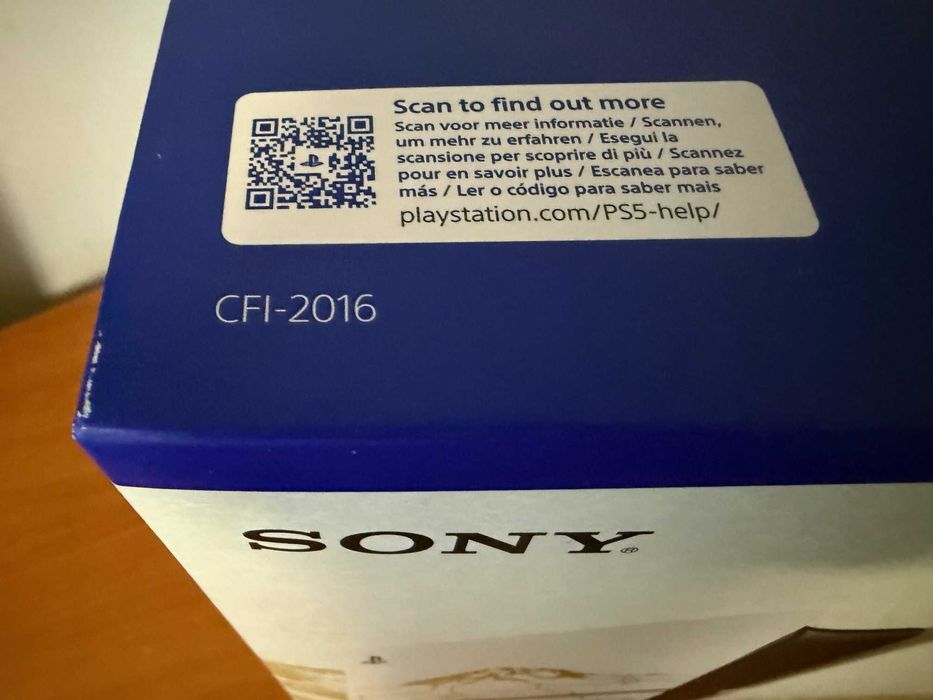 Scan to find out more
Scan voor meer informatie / Scannen,
um mehr zu erfahren / Esegui la
scansione per scoprire di più / Scannez
pour en savoir plus / Escanea para saber
más / Ler o código para saber mais
playstation.com/PS5-help/
CFI-2016
SONY®